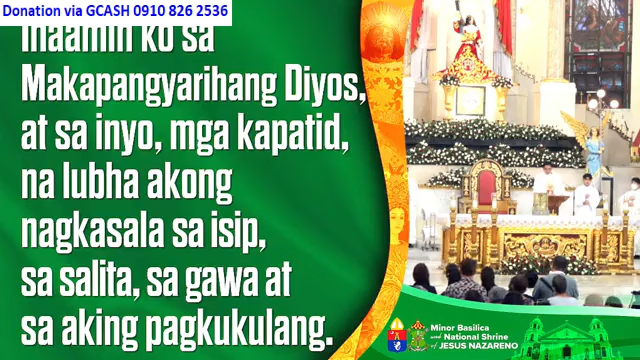 Donation via GCASH 0910 826 2536
Inaamin ko sa
Makapangyarihang Diyos,
at sa inyo, mga kapatid,
na lubha akong
nagkasala sa isip,
sa salita, sa gawa at
sa aking pagkukulang.
Minor Basilica
and National Shrine
of JESUS NAZARENO